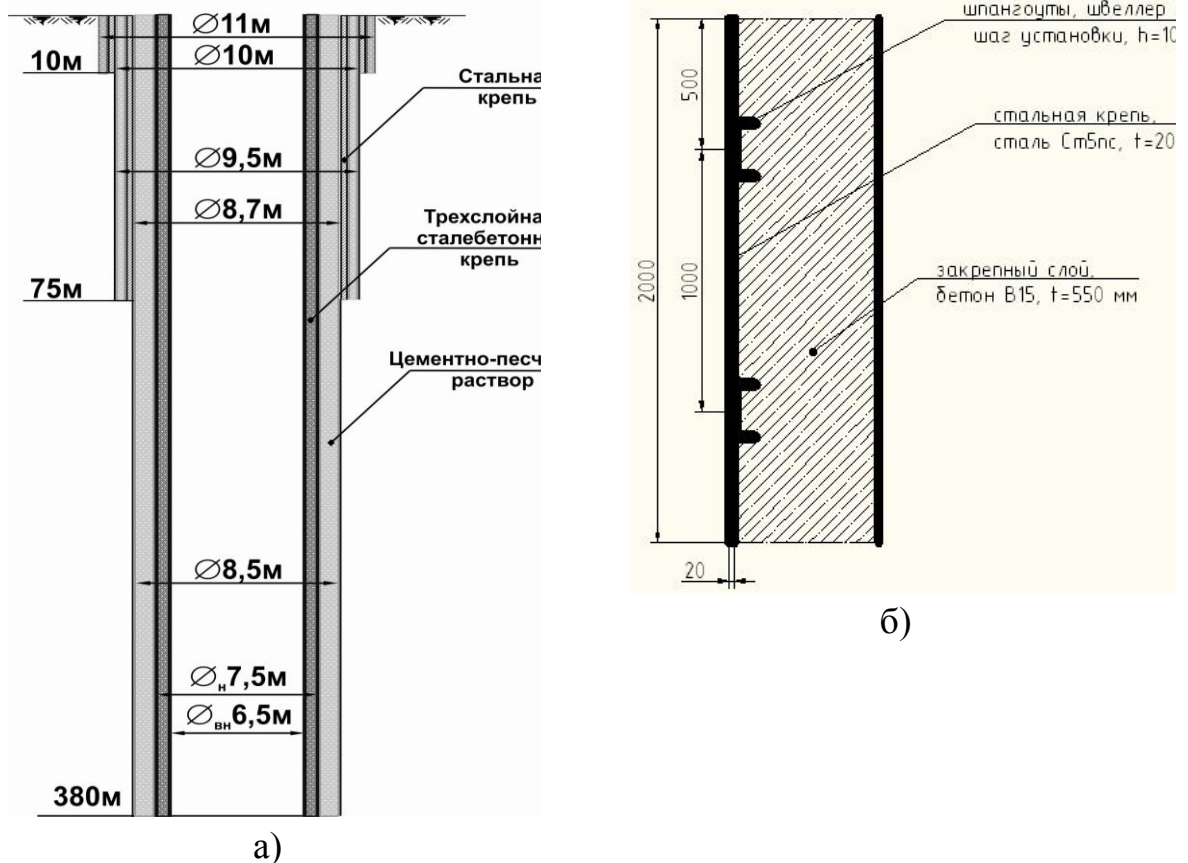 ∅11м
10м
∅10м
Стальна
крепь
∅9,5м
∅8,7м
Трехслойна
сталебетонн
крепь
75м
Цементно-песч
раствор
∅8,5м
∅н7,5м
∅вн6,5м
380м
а)
шпангоуты, швеллер
шаг установки, h=10
500
стальная крепь,
сталь Ст5пс, t=20
2000
1000
закрепный слой,
бетон В15, t=550 мм
20
б)